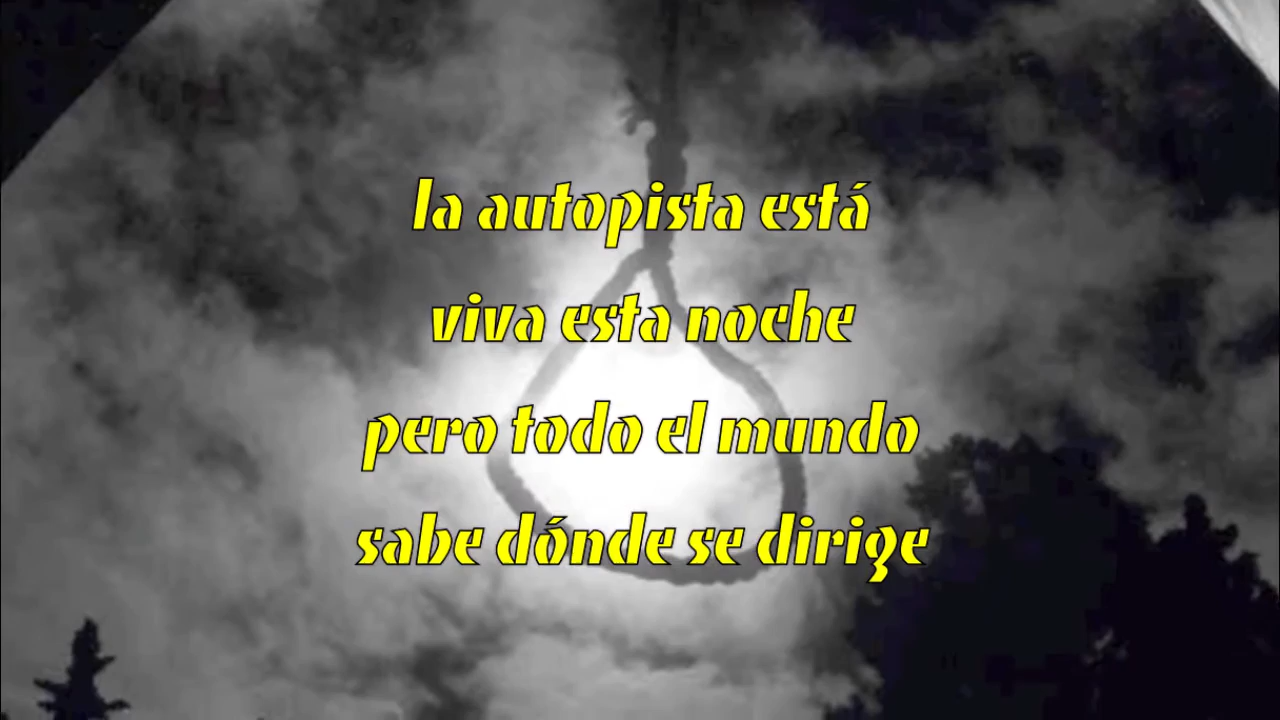 la autopista está
viva esta noche
pero todo el mundo
sabe dónde se dirige